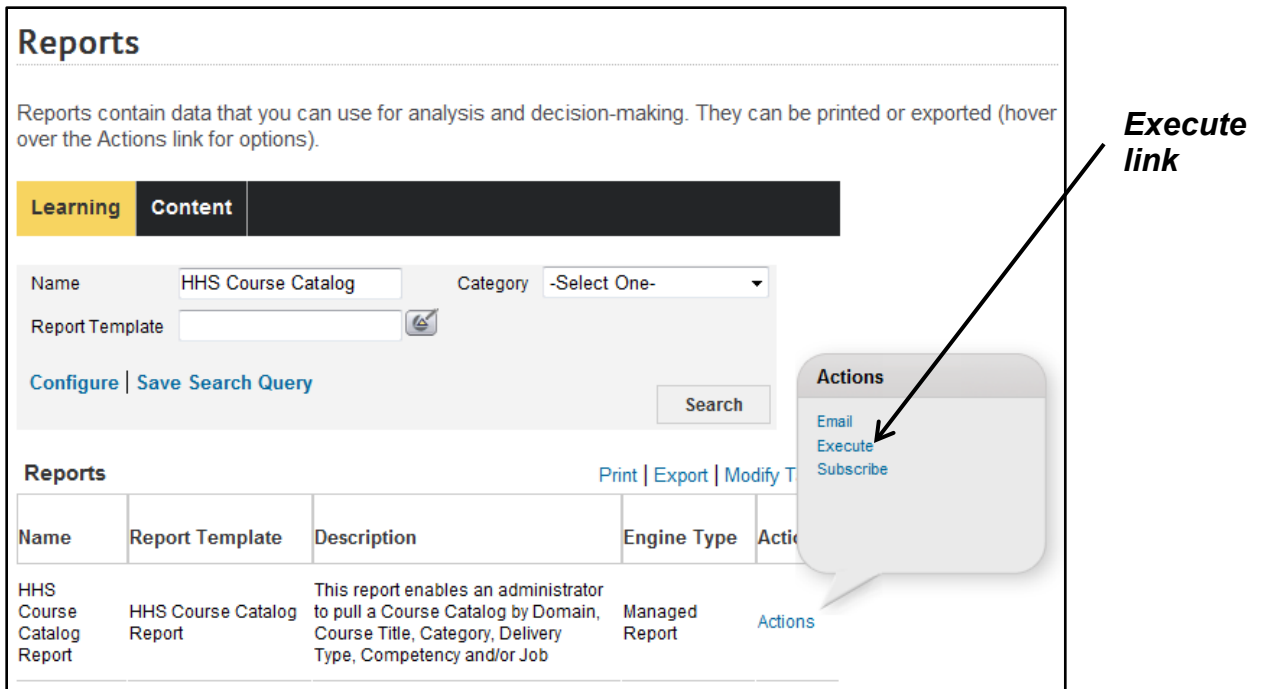 Reports
Reports contain data that you can use for analysis and decision-making. They can be printed or exported (hover
over the Actions link for options).
Execute
link
Learning Content
Name HHS Course Catalog Category -Select One-
Report Template
Configure | Save Search Query
Search
Actions
Email
Execute
Subscribe
Reports Print | Export | Modify T
Name Report Template Description Engine Type Actio
HHS
Course
Catalog
Report
HHS Course Catalog
Report
This report enables an administrator
to pull a Course Catalog by Domain,
Course Title, Category, Delivery
Type, Competency and/or Job
Managed
Report
Actions